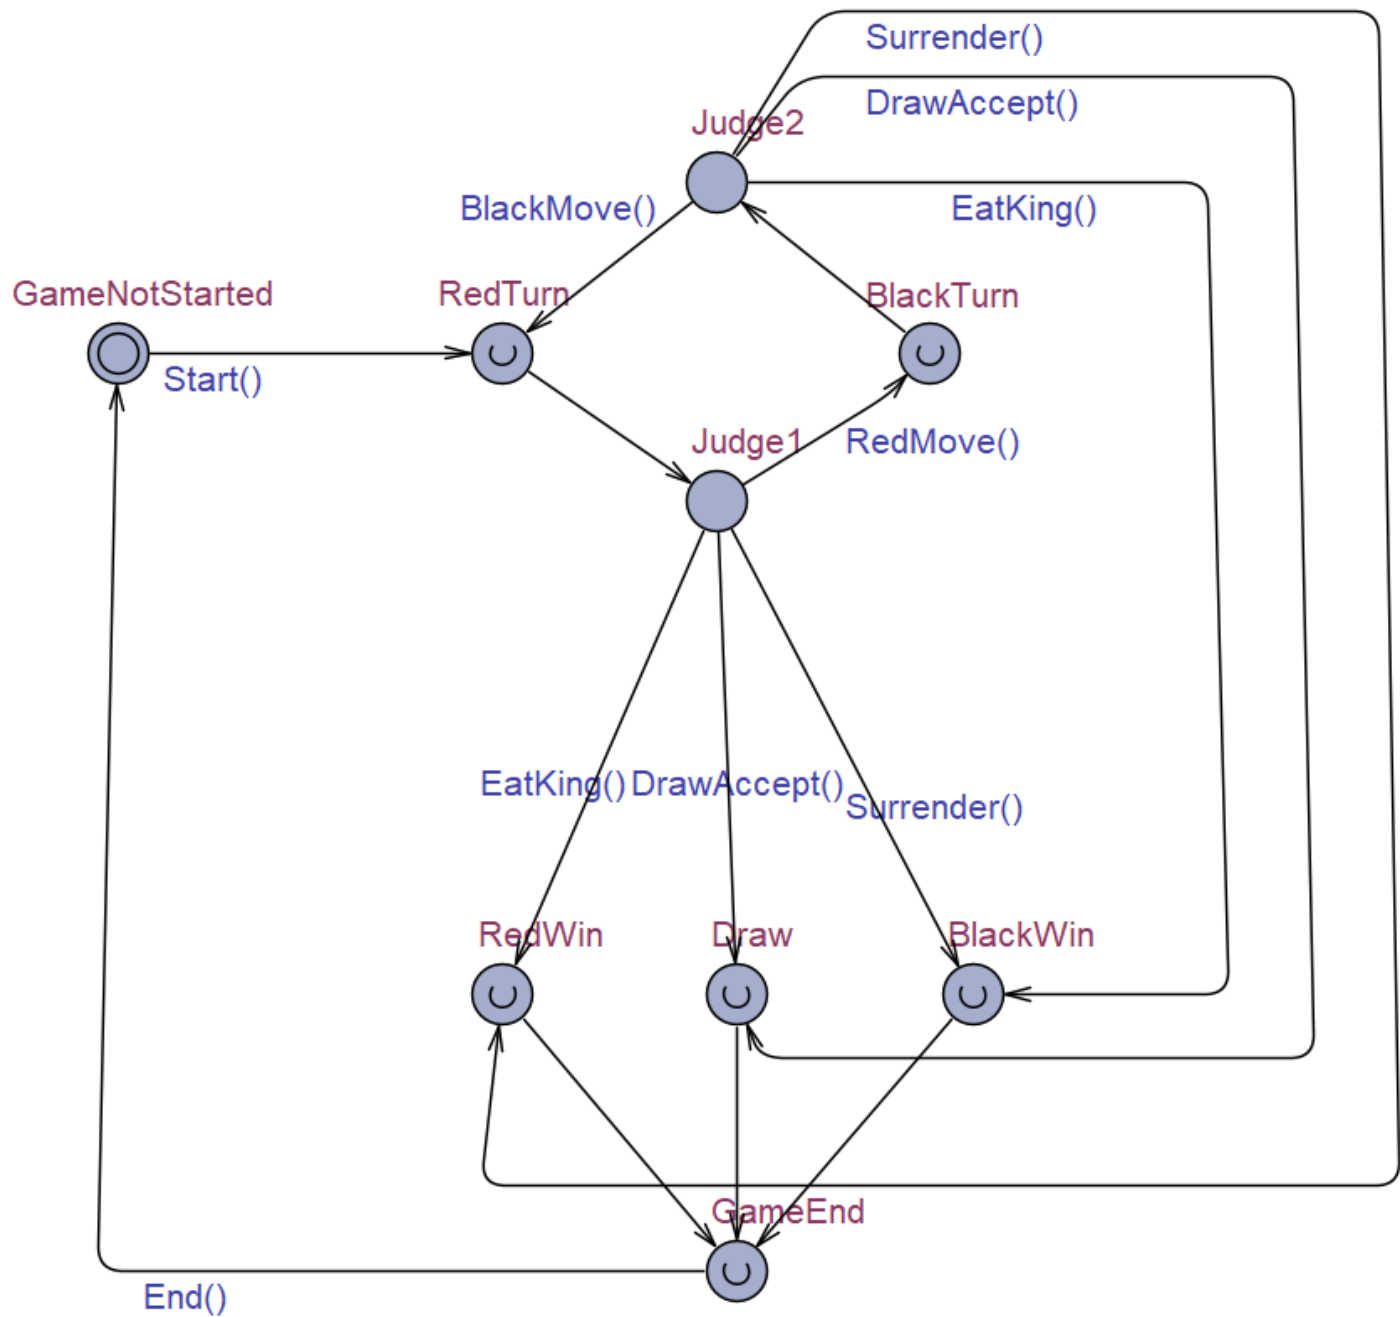 Surrender()
DrawAccept()
Judge2
BlackMove()
EatKing()
GameNotStarted
RedTurn
BlackTurn
Start()
Judge1
RedMove()
EatKing()
DrawAccept()
Surrender()
RedWin
Draw
BlackWin
GameEnd
End()